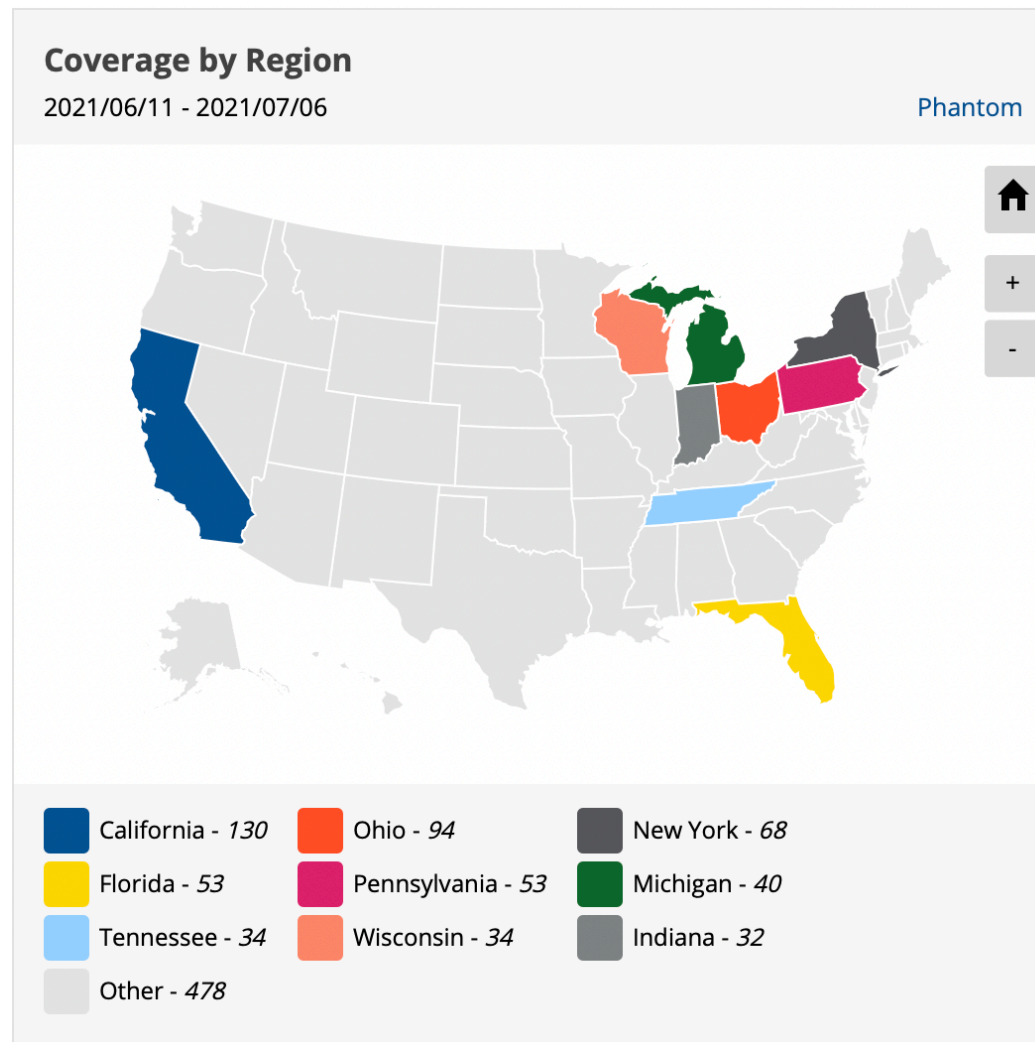 Coverage by Region
2021/06/11 - 2021/07/06
Phantom
+
-
California - 130
Ohio - 94
New York - 68
Florida - 53
Pennsylvania - 53
Michigan - 40
Tennessee - 34
Wisconsin - 34
Indiana - 32
Other - 478